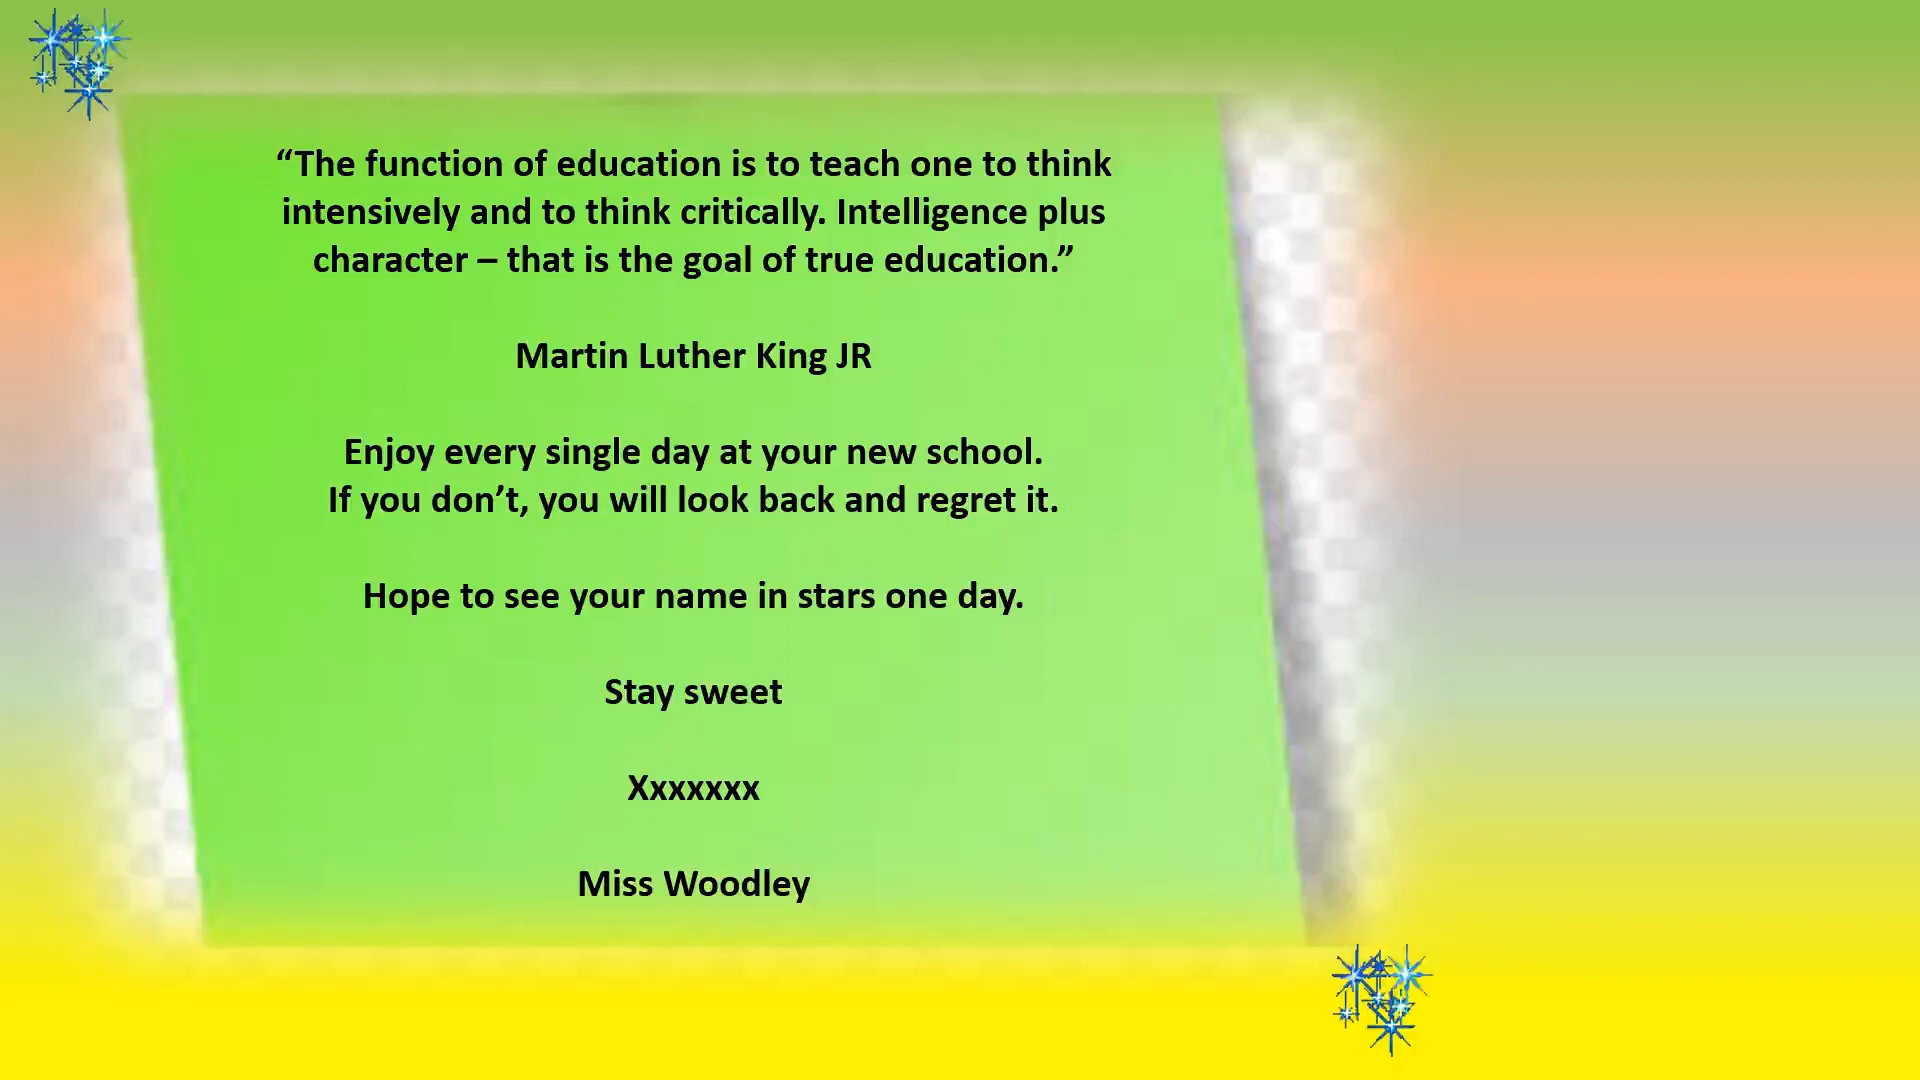 “The function of education is to teach one to think
intensively and to think critically. Intelligence plus
character – that is the goal of true education.”
Martin Luther King JR
Enjoy every single day at your new school.
If you don’t, you will look back and regret it.
Hope to see your name in stars one day.
Stay sweet
Xxxxxxx
Miss Woodley